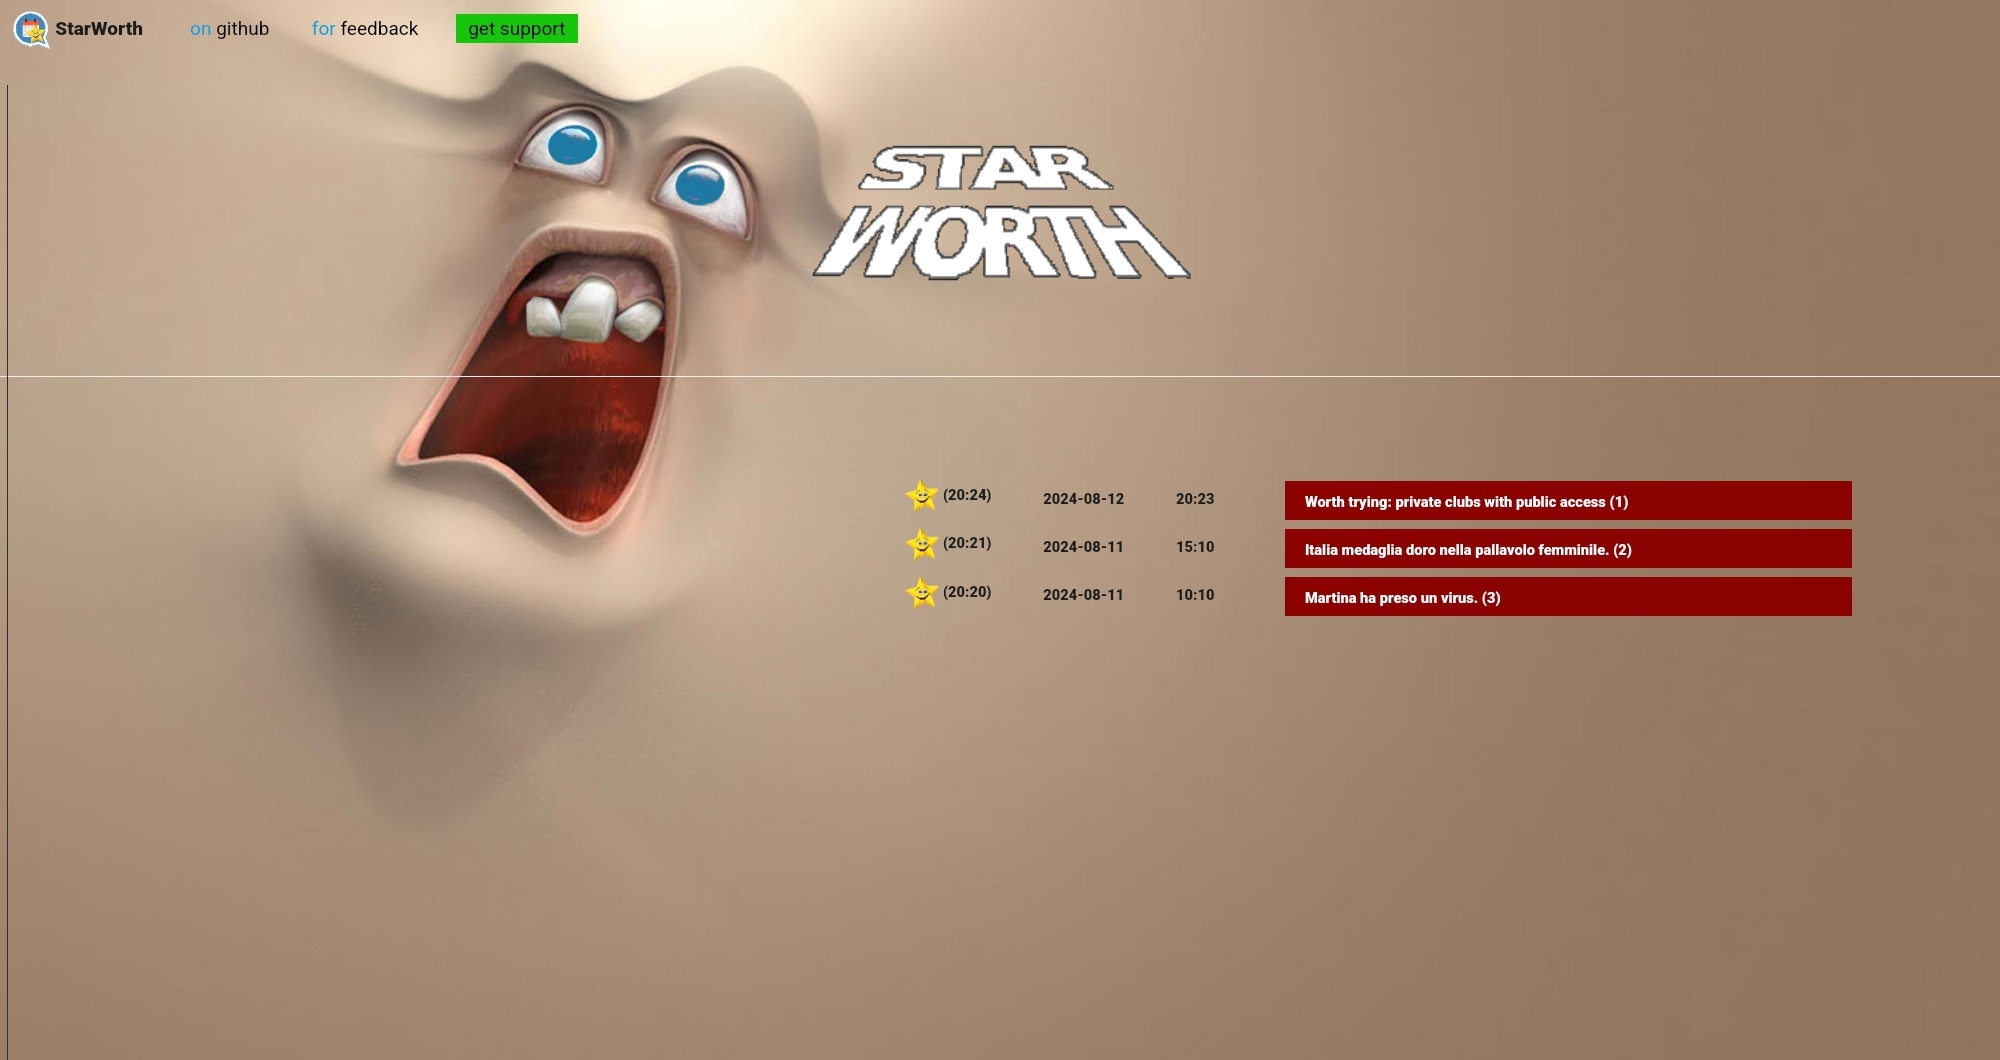 StarWorth on github for feedback get support
STAR
WORTH
(20:24) 2024-08-12 20:23 Worth trying: private clubs with public access (1)
(20:21) 2024-08-11 15:10 Italia medaglia doro nella pallavolo femminile. (2)
(20:20) 2024-08-11 10:10 Martina ha preso un virus. (3)